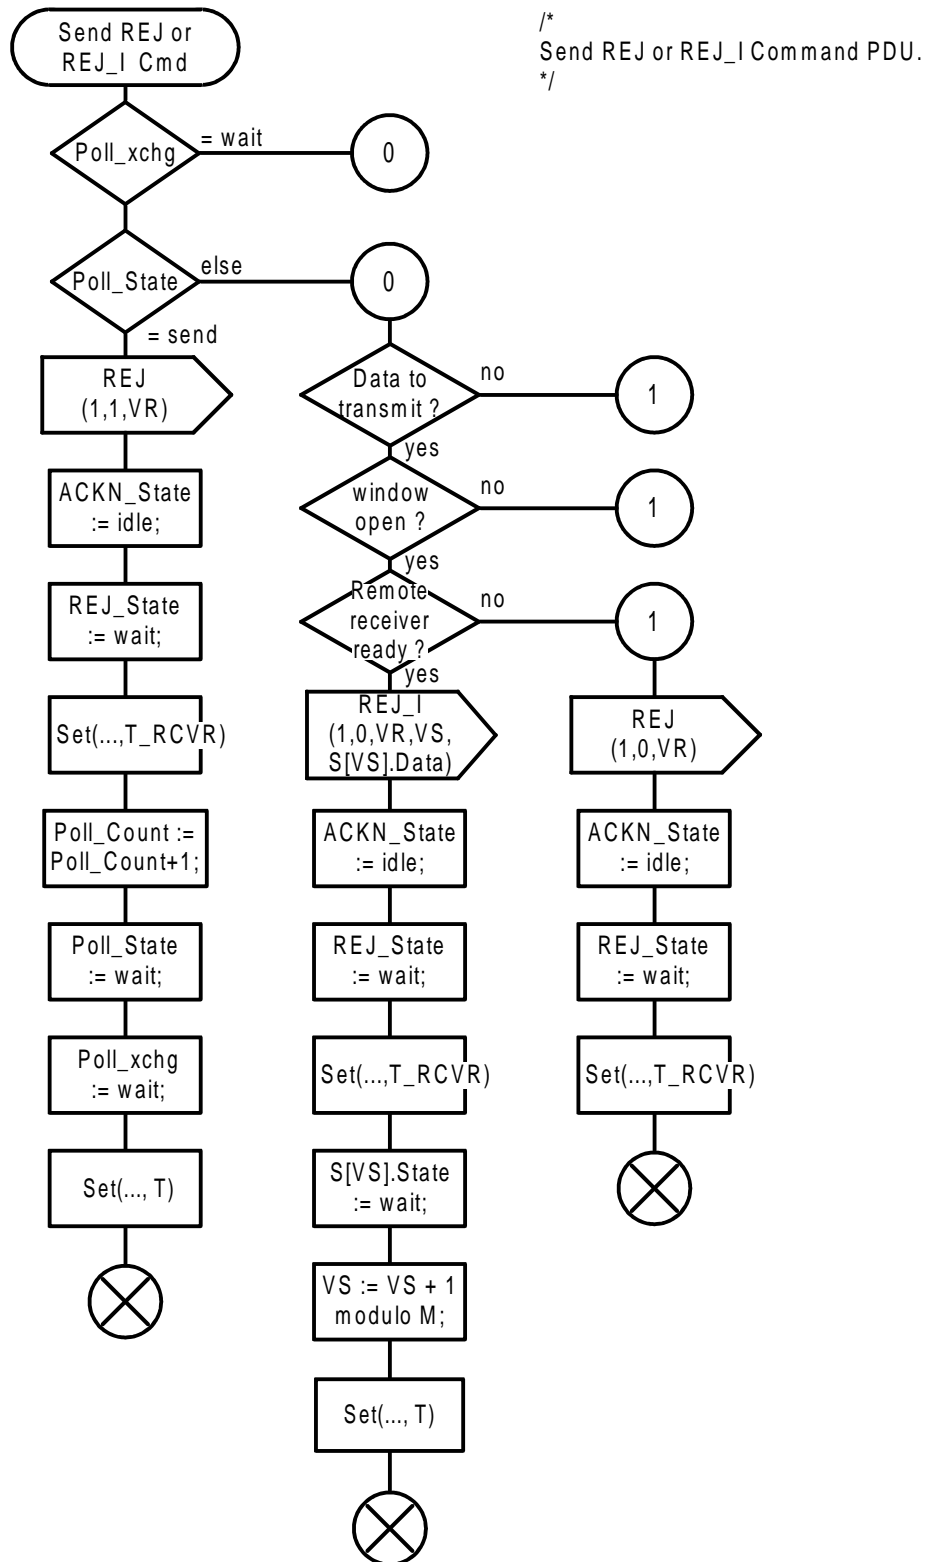 Send REJ or
REJ_I Cmd
/*
Send REJ or REJ_I Command PDU.
*/
Poll_xchg
= wait
0
Poll_State
else
0
= send
REJ
(1,1,VR)
ACKN_State
:= idle;
REJ_State
:= wait;
Set(...,T_RCVR)
Poll_Count :=
Poll_Count+1;
Poll_State
:= wait;
Poll_xchg
:= wait;
Set(..., T)
Data to
transmit ?
no
1
yes
window
open ?
no
1
yes
Remote
receiver
ready ?
no
1
yes
REJ_I
(1,0,VR,VS,
S[VS].Data)
ACKN_State
:= idle;
REJ_State
:= wait;
Set(...,T_RCVR)
S[VS].State
:= wait;
VS := VS + 1
modulo M;
Set(..., T)
REJ
(1,0,VR)
ACKN_State
:= idle;
REJ_State
:= wait;
Set(...,T_RCVR)